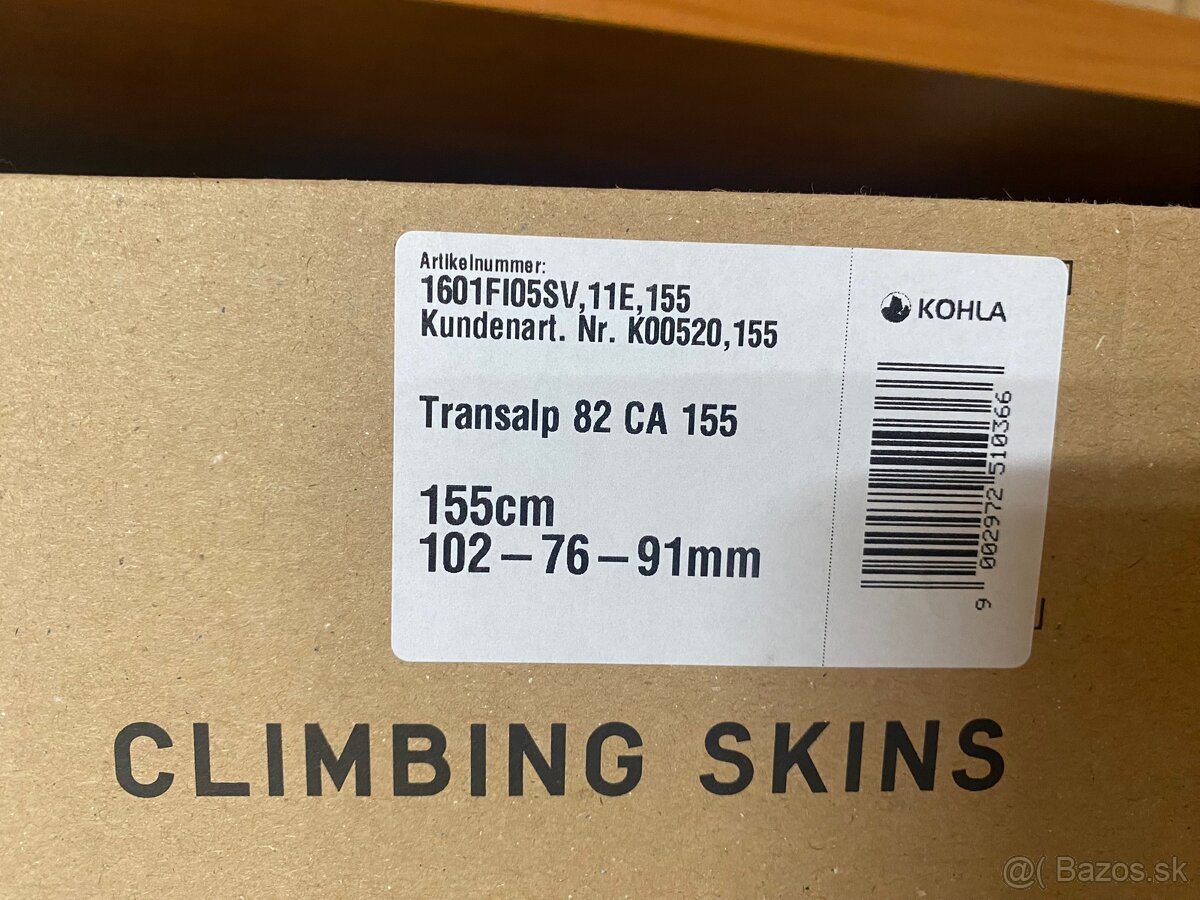 Artikelnummer:
1601FI05SV,11E,155
Kundenart. Nr. K00520,155
Transalp 82 CA 155
155cm
102 – 76 – 91mm
KOHLA
9 002972 510366
CLIMBING SKINS
@( Bazos.sk